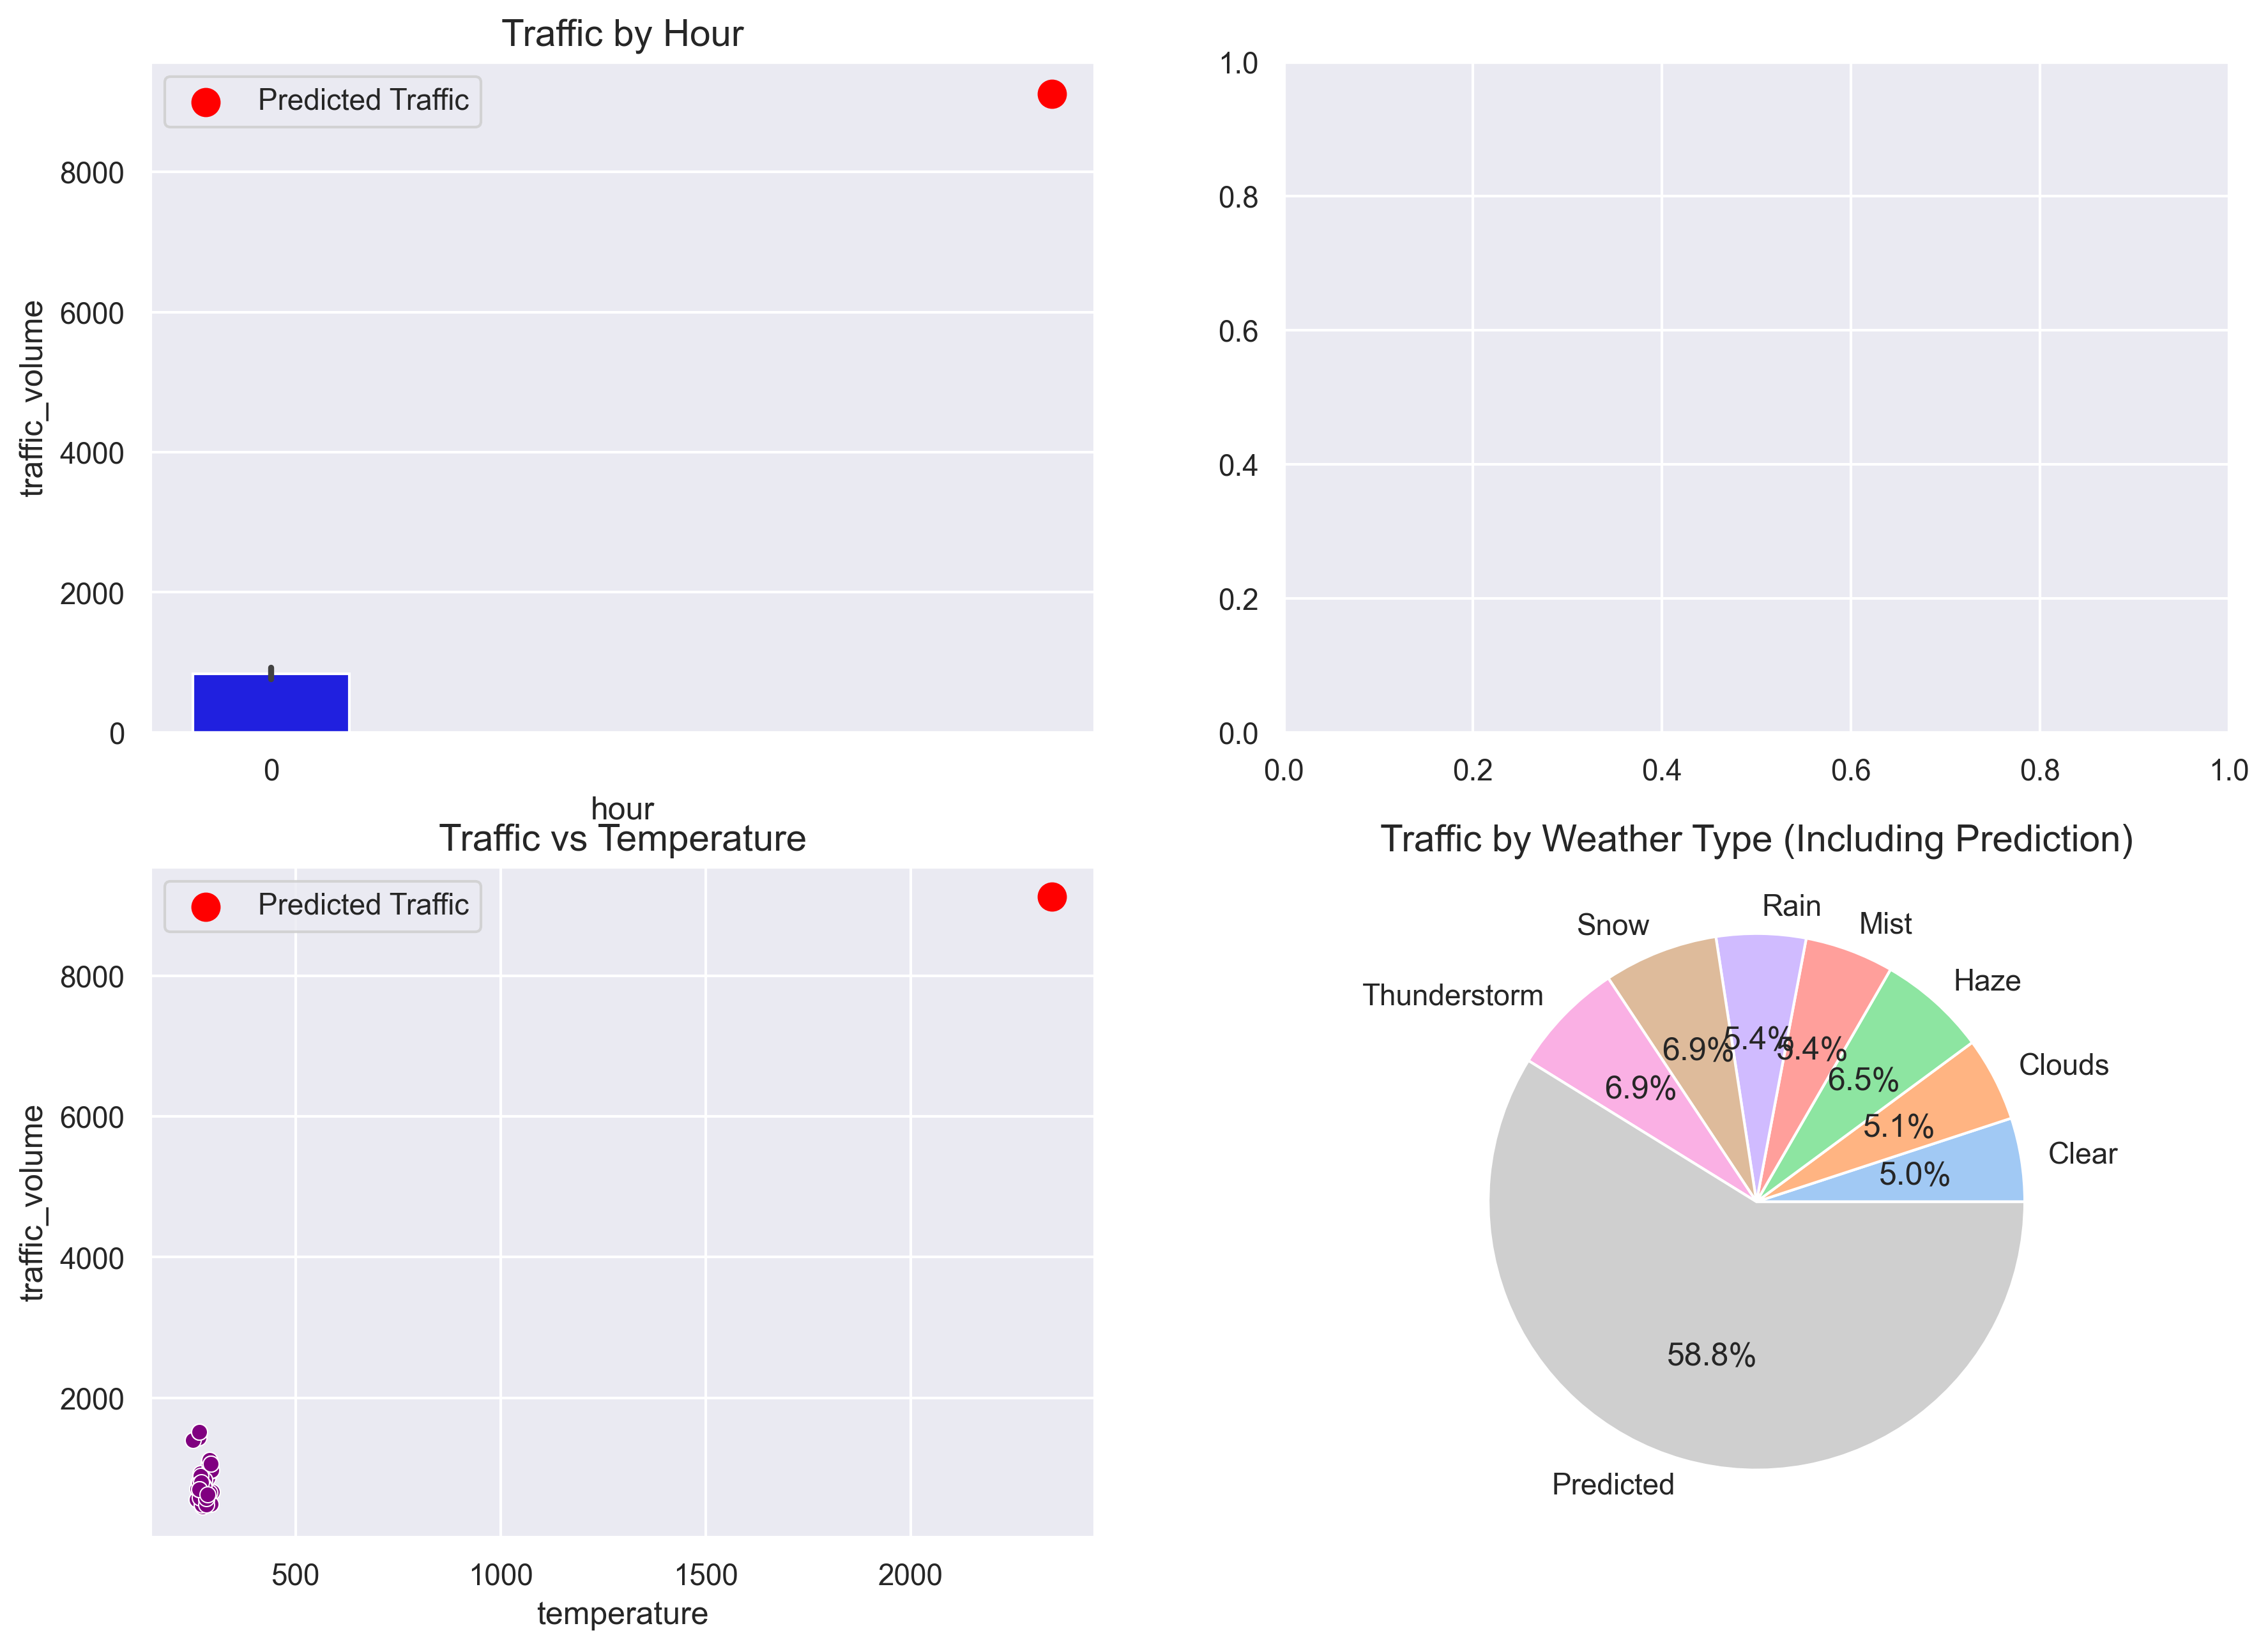 Traffic by Hour
Predicted Traffic
8000
6000
4000
2000
0
traffic_volume
0
hour
1.0
0.8
0.6
0.4
0.2
0.0
0.0 0.2 0.4 0.6 0.8 1.0
Traffic vs Temperature
Predicted Traffic
8000
6000
4000
2000
traffic_volume
500 1000 1500 2000
temperature
Traffic by Weather Type (Including Prediction)
Rain
Snow
Mist
Thunderstorm
Haze
Clouds
Clear
6.9%
6.9%
5.4%
5.4%
6.5%
5.1%
5.0%
58.8%
Predicted